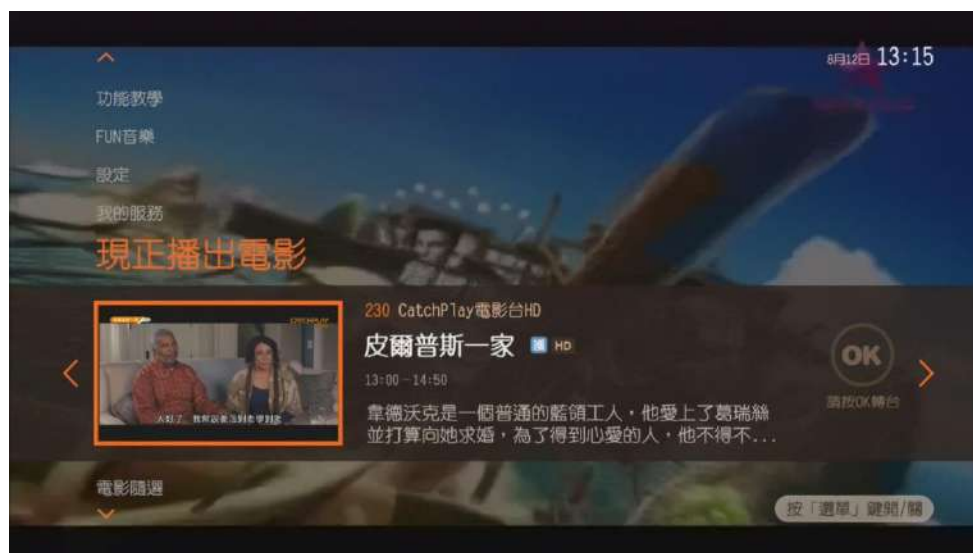 8月12日 13:15
功能教學
FUN音樂
設定
我的服務
現正播出電影
230 CatchPlay電影台HD
皮爾普斯一家 護 HD
13:00-14:50
韋德沃克是一個普通的藍領工人，他愛上了葛瑞絲
並打算向她求婚，為了得到心愛的人，他不得不...
CATCHPLAY
OK
請按OK轉台
電影隨選
按「選單」鍵開/關